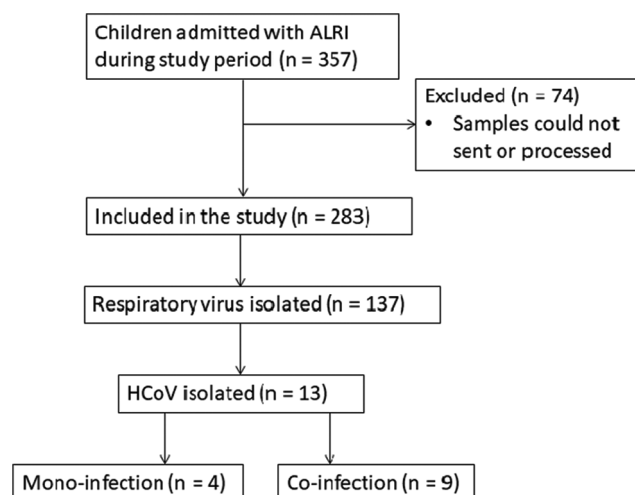 Children admitted with ALRI
during study period (n = 357)
Excluded (n = 74)
• Samples could not
sent or processed
Included in the study (n = 283)
Respiratory virus isolated (n = 137)
HCoV isolated (n = 13)
Mono-infection (n = 4)
Co-infection (n = 9)